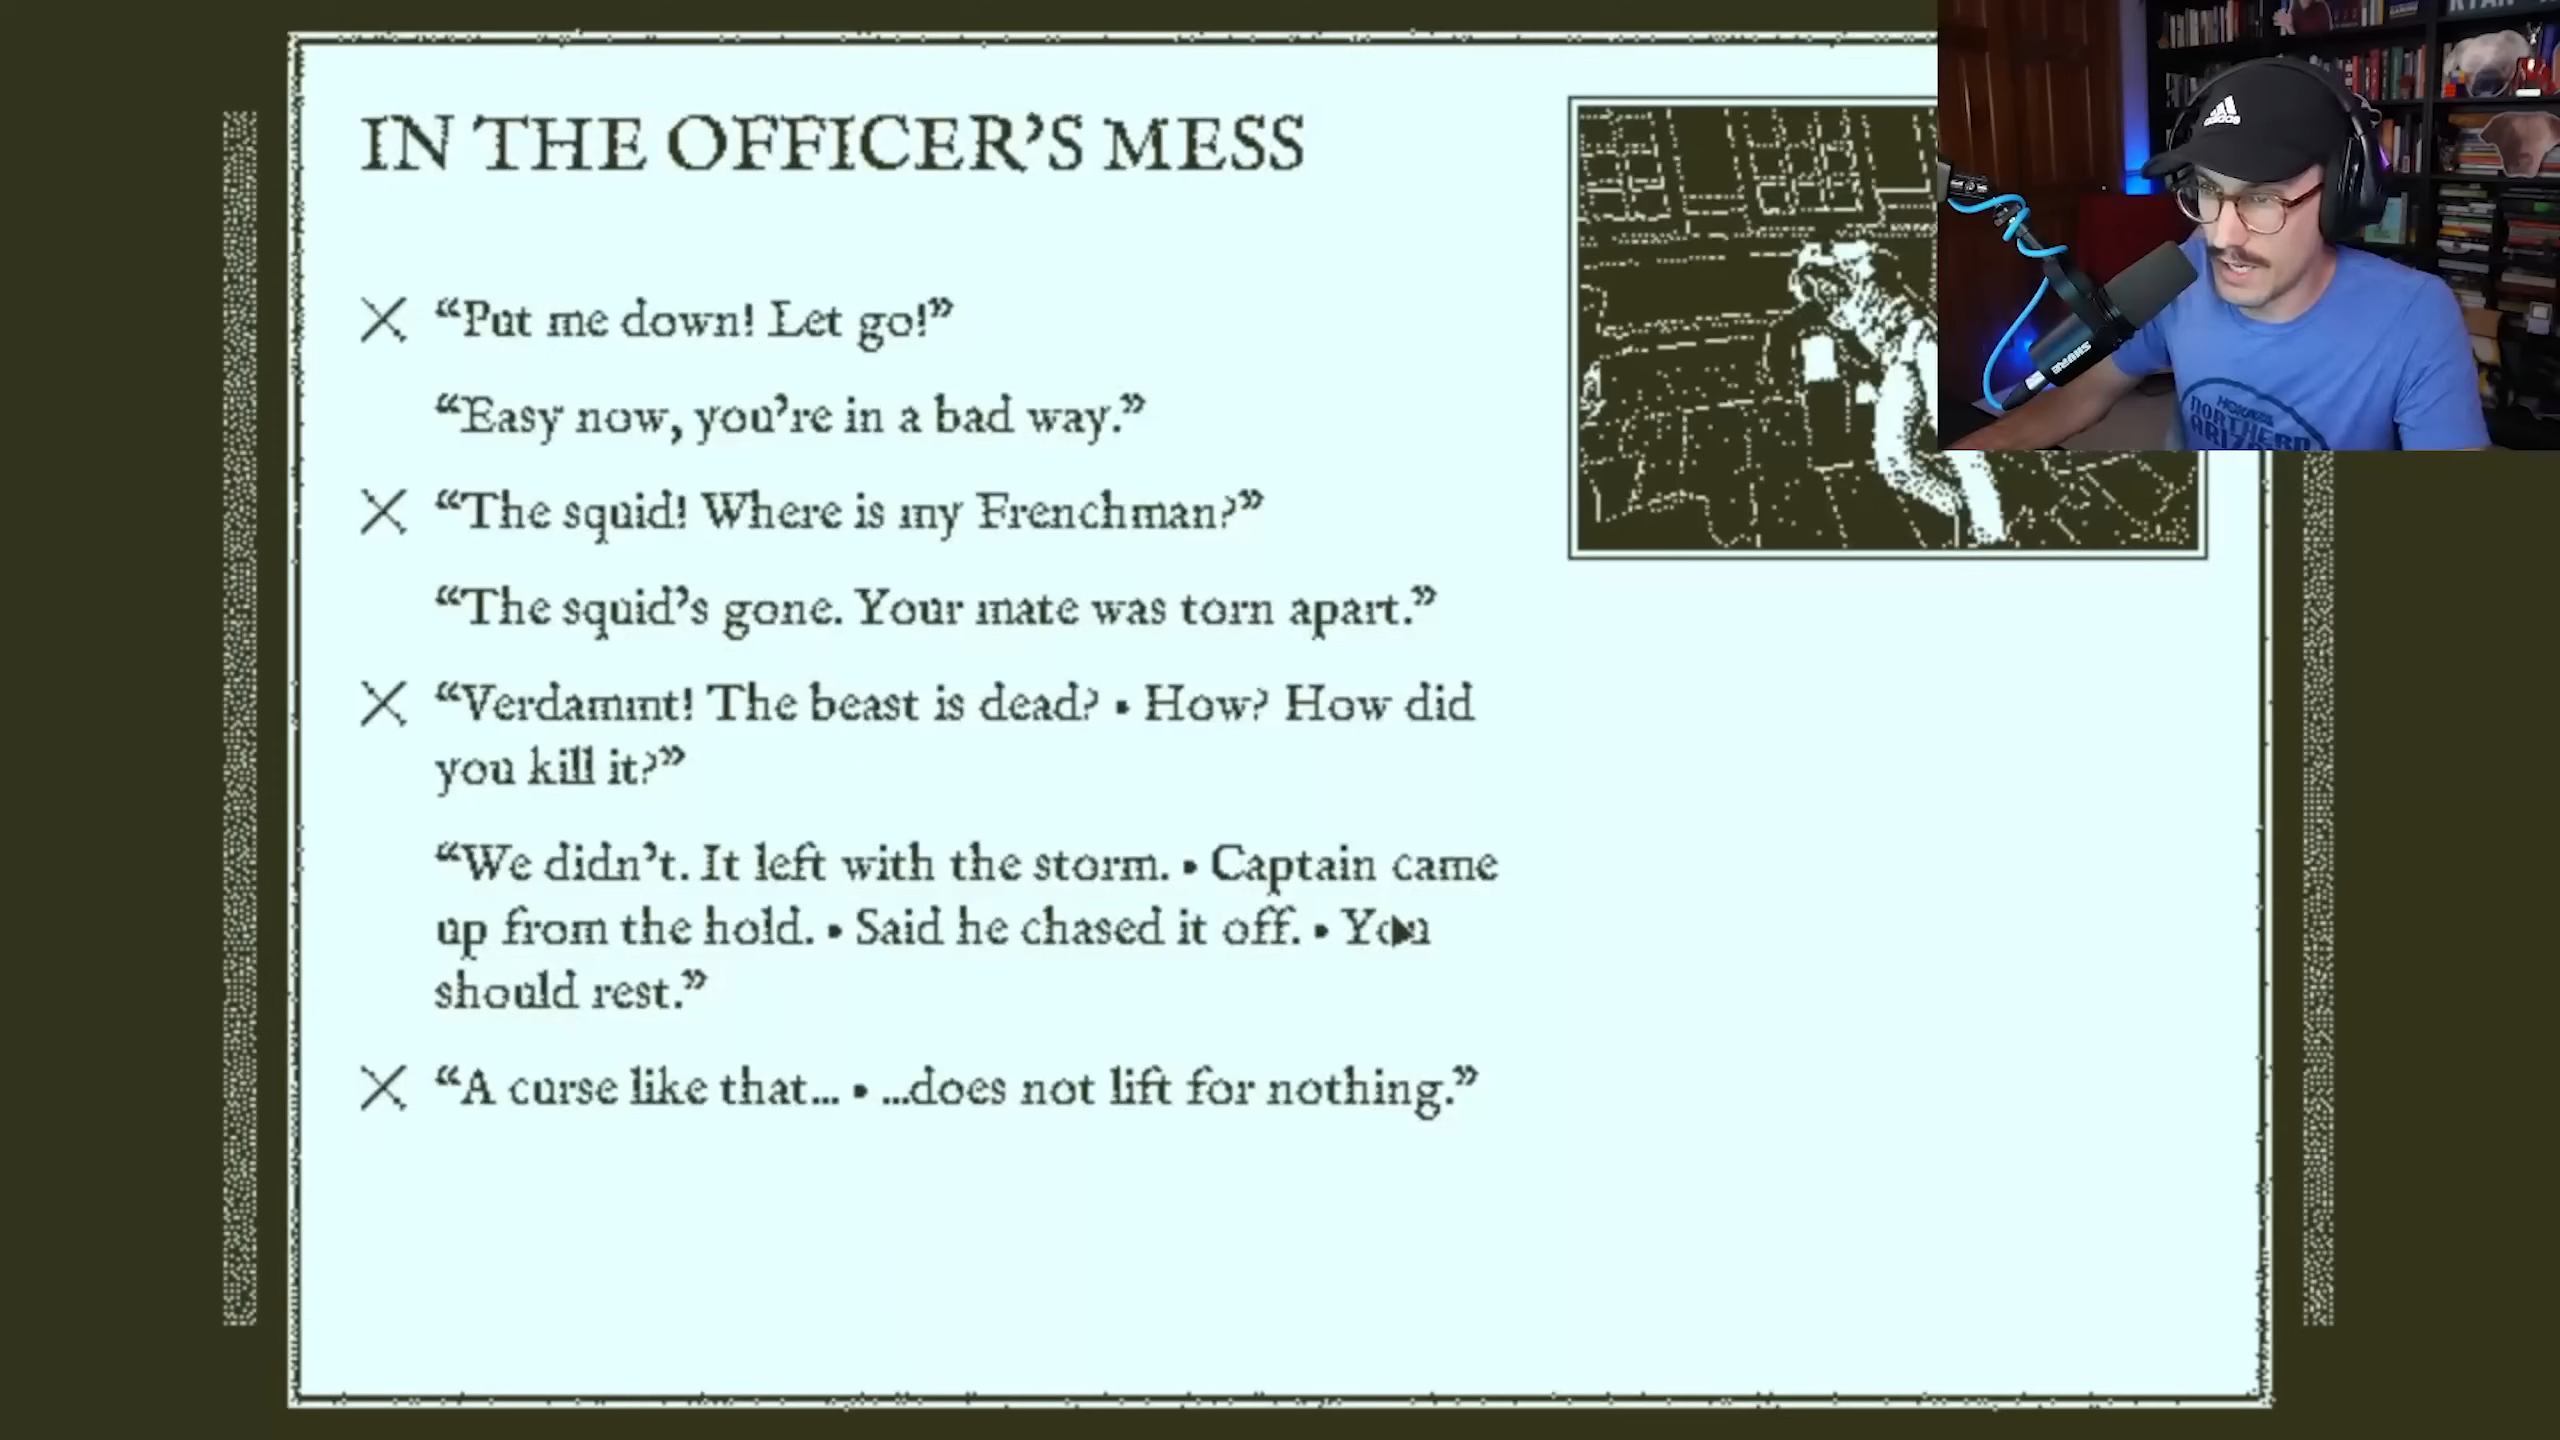 IN THE OFFICER’S MESS
“Put me down! Let go!”
“Easy now, you’re in a bad way.”
“The squid! Where is my Frenchman?”
“The squid’s gone. Your mate was torn apart.”
“Verdammt! The beast is dead? • How? How did
you kill it?”
“We didn’t. It left with the storm. • Captain came
up from the hold. • Said he chased it off. • You
should rest.”
“A curse like that... • ...does not lift for nothing.”
adidas
SHURE
NORTHERN